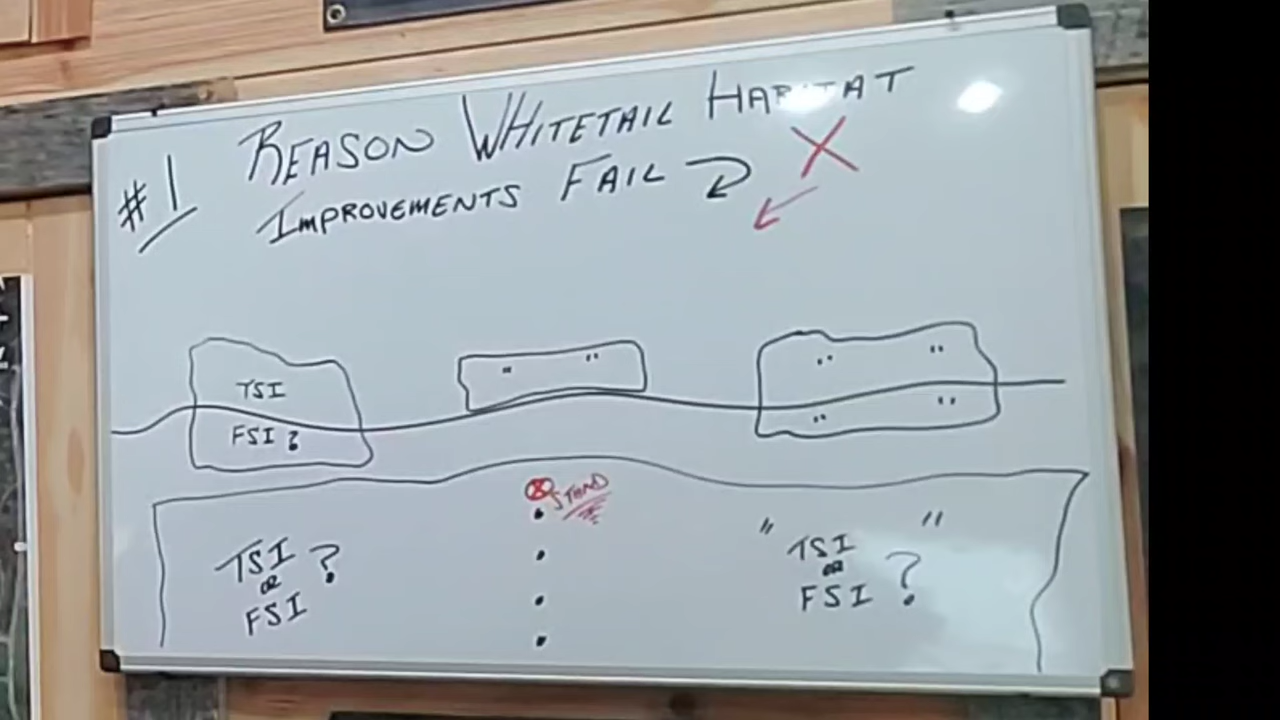 #1 REASON WHITETAIL HABITAT
IMPROVEMENTS FAIL
TSI
FSI ?
" "
" "
" "
STAND
TSI
OR ?
FSI
" "
TSI
OR ?
FSI